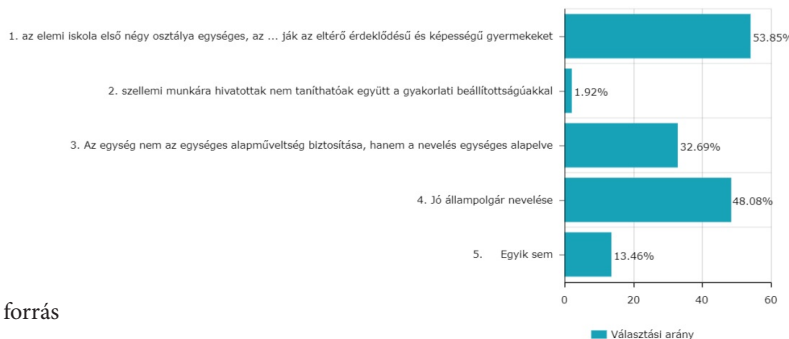 1. az elemi iskola első négy osztálya egységes, az ... ják az eltérő érdeklődésű és képességű gyermekeket
53.85%
2. szellemi munkára hivatottak nem taníthatóak együtt a gyakorlati beállítottságúakkal
1.92%
3. Az egység nem az egységes alapműveltség biztosítása, hanem a nevelés egységes alapelve
32.69%
4. Jó állampolgár nevelése
48.08%
5. Egyik sem
13.46%
0 20 40 60
forrás
Választási arány